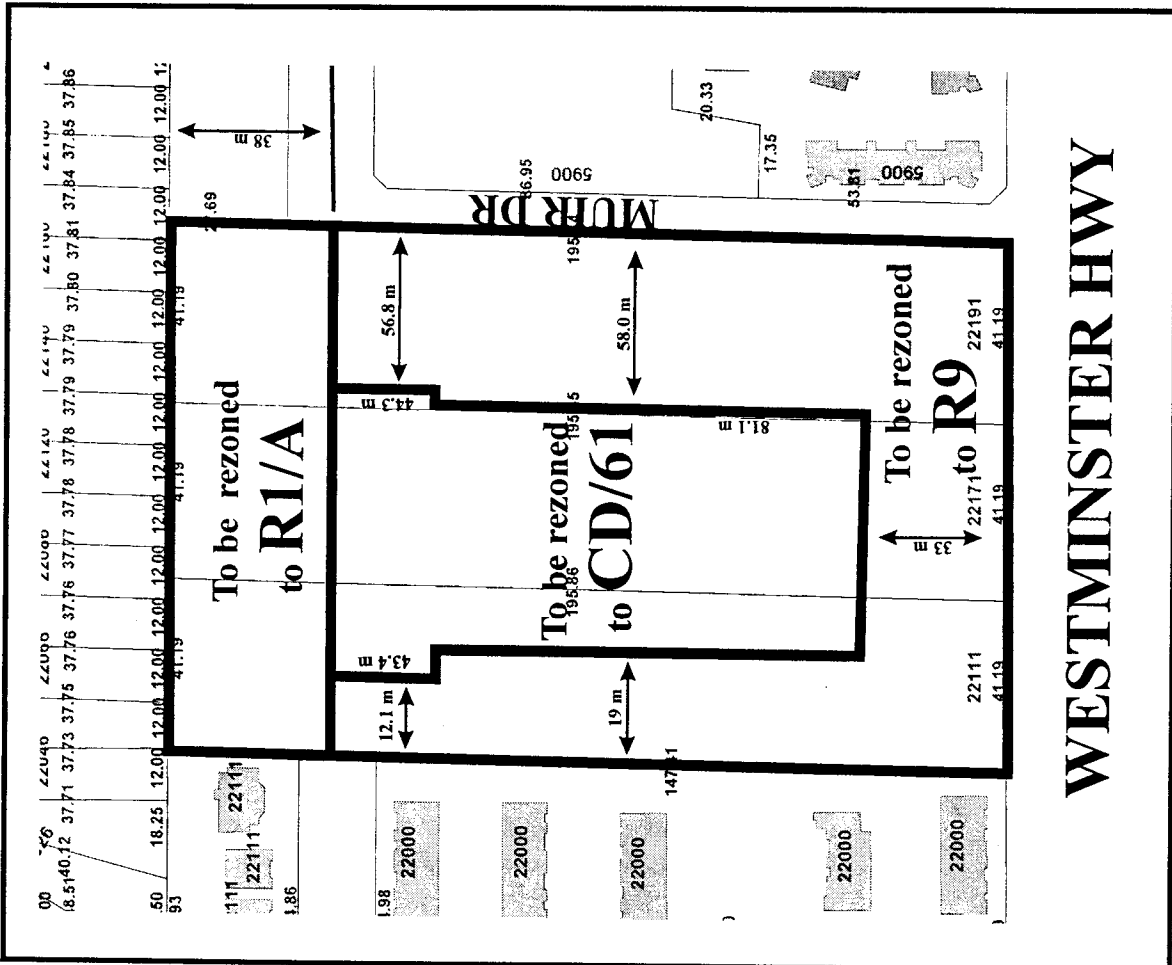 37.71 37.73 37.75 37.76 37.76 37.77 37.78 37.78 37.79 37.79 37.80 37.81 37.84 37.85 37.86
18.25 12.00 12.00 12.00 12.00 12.00 12.00 12.00 12.00 12.00 12.00 12.00 12.00 12.00 12.00
41.19
41.19
41.19
38 m
To be rezoned
to R1/A
22111
22111
12.1 m
43.4 m
44.3 m
56.8 m
MUIR DR
5900
20.33
17.35
53.81
5900
22000
22000
22000
22000
22000
To be rezoned
195.86
to CD/61
19 m
58.0 m
81.1 m
33 m
To be rezoned
to R9
22111
41.19
22171
41.19
22191
41.19
WESTMINSTER HWY